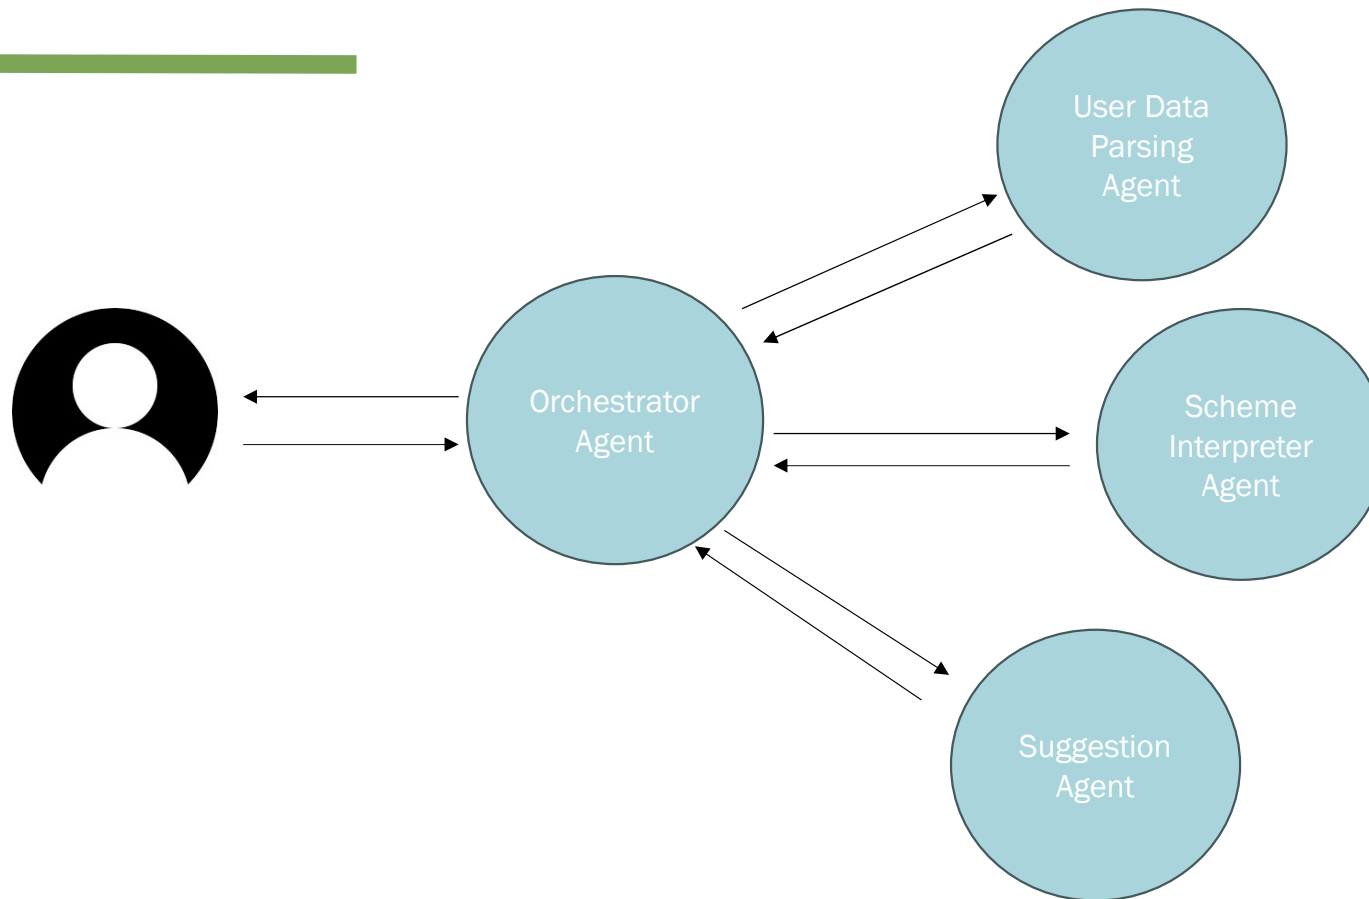 User Data
Parsing
Agent
Orchestrator
Agent
Scheme
Interpreter
Agent
Suggestion
Agent